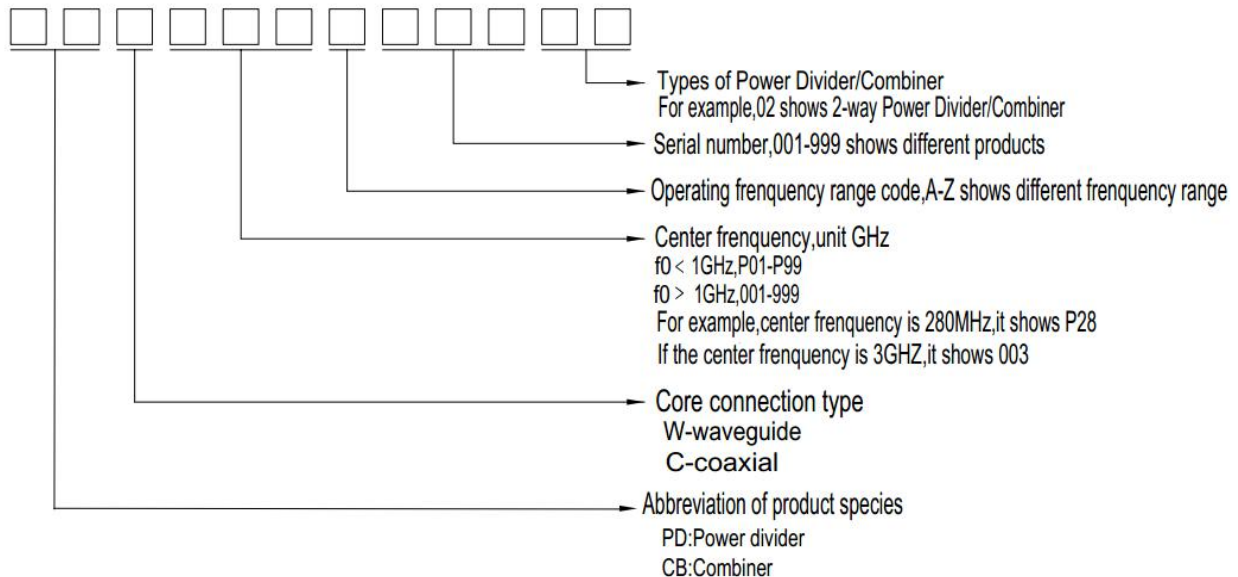 Types of Power Divider/Combiner
For example,02 shows 2-way Power Divider/Combiner
Serial number,001-999 shows different products
Operating frenquency range code,A-Z shows different frenquency range
Center frenquency,unit GHz
f0＜1GHz,P01-P99
f0＞ 1GHz,001-999
For example,center frenquency is 280MHz,it shows P28
If the center frenquency is 3GHZ,it shows 003
Core connection type
W-waveguide
C-coaxial
Abbreviation of product species
PD:Power divider
CB:Combiner